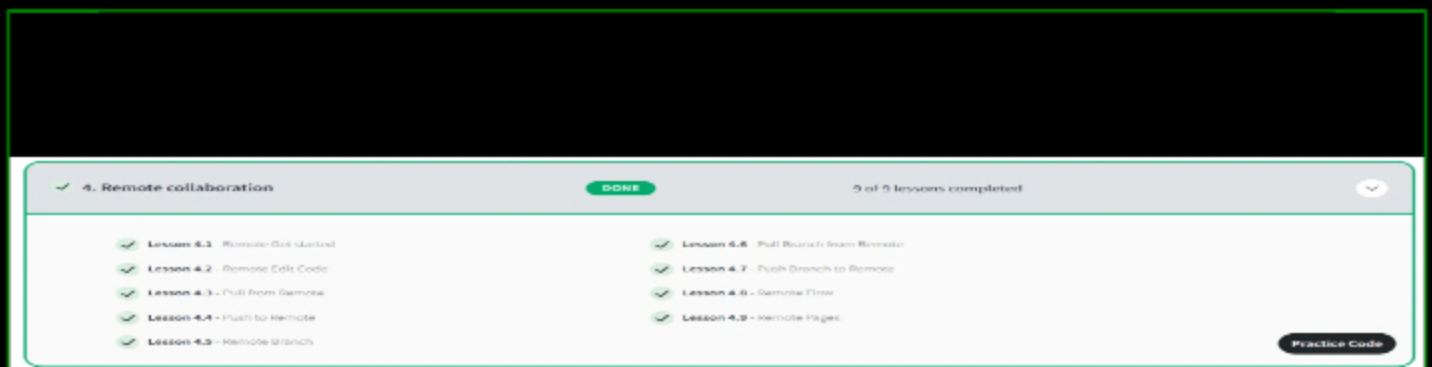 4. Remote collaboration
DONE
9 of 9 lessons completed
Lesson 4.1 - Remote Get started
Lesson 4.2 - Remote Edit Code
Lesson 4.3 - Pull from Remote
Lesson 4.4 - Push to Remote
Lesson 4.5 - Remote Branch
Lesson 4.6 - Pull Branch from Remote
Lesson 4.7 - Push Branch to Remote
Lesson 4.8 - Remote Flow
Lesson 4.9 - Remote Pages
Practice Code